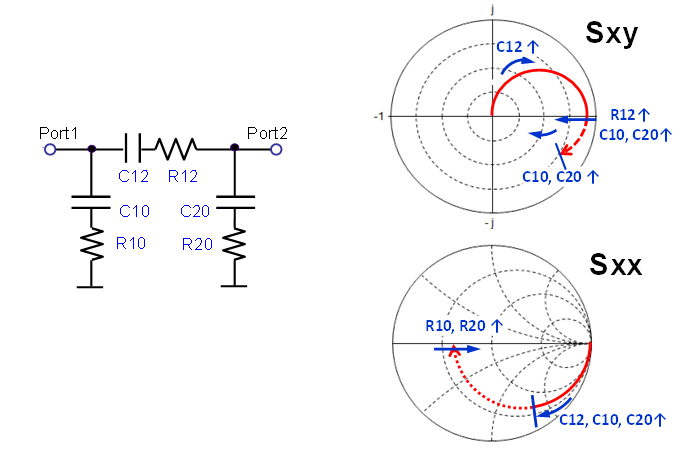 Port1
Port2
C12
R12
C10
C20
R10
R20
j
Sxy
C12 ↑
-1
R12 ↑
C10, C20 ↑
C10, C20 ↑
-j
Sxx
R10, R20 ↑
C12, C10, C20 ↑